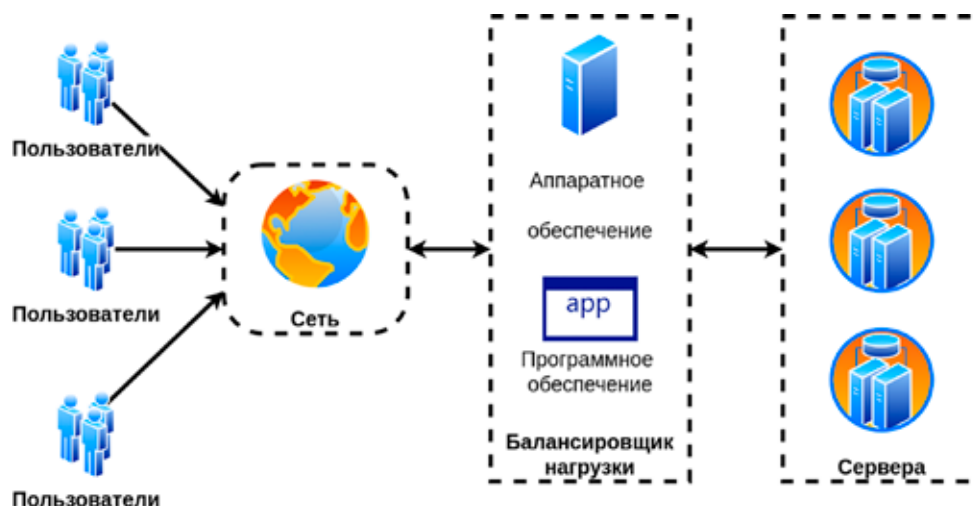 Пользователи
Пользователи
Пользователи
Сеть
Аппаратное
обеспечение
app
Программное
обеспечение
Балансировщик
нагрузки
Сервера